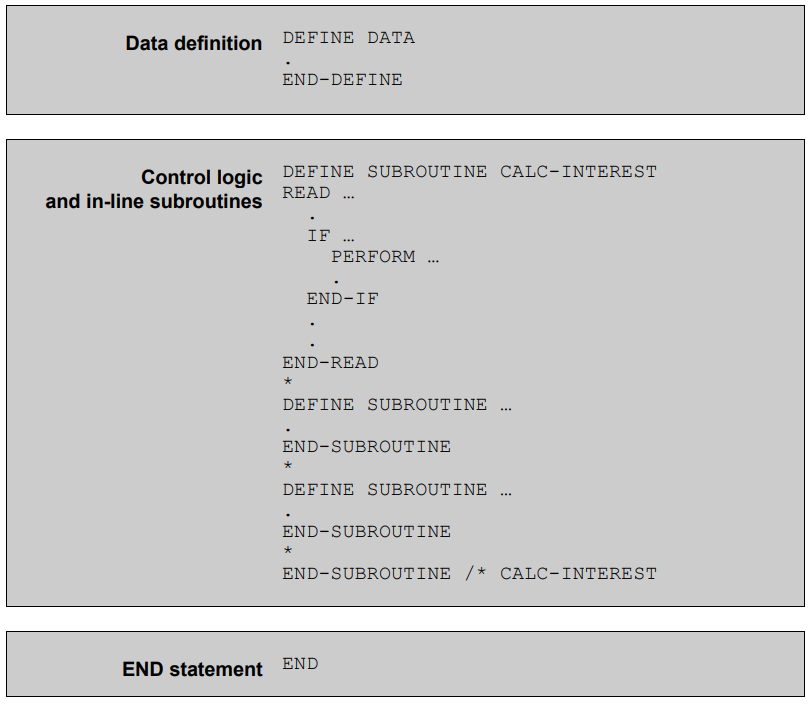 Data definition
DEFINE DATA
.
END-DEFINE
Control logic
and in-line subroutines
DEFINE SUBROUTINE CALC-INTEREST
READ …
.
IF …
PERFORM …
.
END-IF
.
.
END-READ
*
DEFINE SUBROUTINE …
.
END-SUBROUTINE
*
DEFINE SUBROUTINE …
.
END-SUBROUTINE
*
END-SUBROUTINE /* CALC-INTEREST
END statement
END